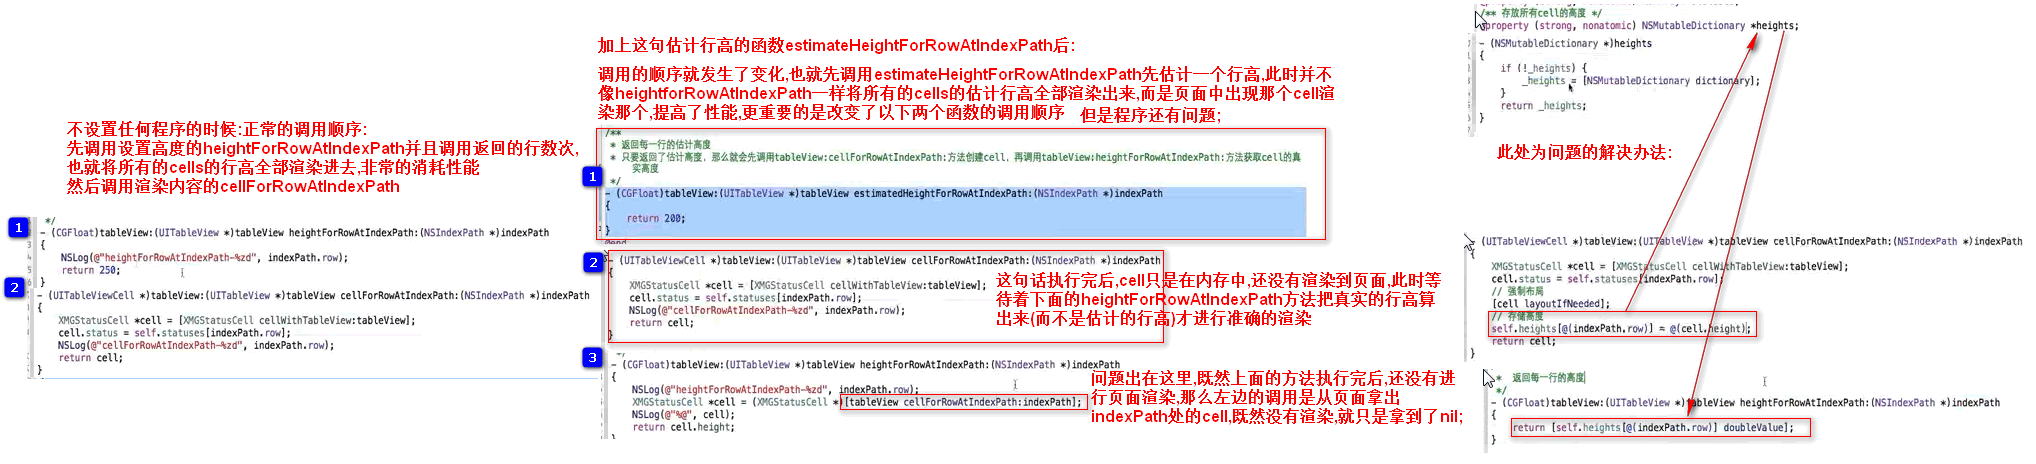 不设置任何程序的时候:正常的调用顺序:
先调用设置高度的heightForRowAtIndexPath并且调用返回的行数次,
也就将所有的cells的行高全部渲染进去,非常的消耗性能
然后调用渲染内容的cellForRowAtIndexPath
1
*/
- (CGFloat)tableView:(UITableView *)tableView heightForRowAtIndexPath:(NSIndexPath *)indexPath
{
NSLog(@"heightForRowAtIndexPath-%zd", indexPath.row);
return 250;
}
2
- (UITableViewCell *)tableView:(UITableView *)tableView cellForRowAtIndexPath:(NSIndexPath *)indexPath
{
XMGStatusCell *cell = [XMGStatusCell cellWithTableView:tableView];
cell.status = self.statuses[indexPath.row];
NSLog(@"cellForRowAtIndexPath-%zd", indexPath.row);
return cell;
}
加上这句估计行高的函数estimateHeightForRowAtIndexPath后:
调用的顺序就发生了变化,也就先调用estimateHeightForRowAtIndexPath先估计一个行高,此时并不
像heightforRowAtIndexPath一样将所有的cells的估计行高全部渲染出来,而是页面中出现那个cell渲
染那个,提高了性能,更重要的是改变了以下两个函数的调用顺序
但是程序还有问题;
/**
* 返回每一行的估计高度
* 只要返回了估计高度，那么就会先调用tableView:cellForRowAtIndexPath:方法创建cell，再调用tableView:heightForRowAtIndexPath:方法获取cell的真
实高度
1
*/
- (CGFloat)tableView:(UITableView *)tableView estimatedHeightForRowAtIndexPath:(NSIndexPath *)indexPath
{
return 200;
}
@end
2
- (UITableViewCell *)tableView:(UITableView *)tableView cellForRowAtIndexPath:(NSIndexPath *)indexPath
{
XMGStatusCell *cell = [XMGStatusCell cellWithTableView:tableView];
cell.status = self.statuses[indexPath.row];
NSLog(@"cellForRowAtIndexPath-%zd", indexPath.row);
return cell;
}
这句话执行完后,cell只是在内存中,还没有渲染到页面,此时等
待着下面的heightForRowAtIndexPath方法把真实的行高算
出来(而不是估计的行高)才进行准确的渲染
3
*/
- (CGFloat)tableView:(UITableView *)tableView heightForRowAtIndexPath:(NSIndexPath *)indexPath
{
NSLog(@"heightForRowAtIndexPath-%zd", indexPath.row);
XMGStatusCell *cell = (XMGStatusCell *)[tableView cellForRowAtIndexPath:indexPath];
NSLog(@"%@", cell);
return cell.height;
}
问题出在这里,既然上面的方法执行完后,还没有进
行页面渲染,那么左边的调用是从页面拿出
indexPath处的cell,既然没有渲染,就只是拿到了nil;
/** 存放所有cell的高度 */
@property (strong, nonatomic) NSMutableDictionary *heights;
- (NSMutableDictionary *)heights
{
if (!_heights) {
_heights = [NSMutableDictionary dictionary];
}
return _heights;
}
此处为问题的解决办法:
- (UITableViewCell *)tableView:(UITableView *)tableView cellForRowAtIndexPath:(NSIndexPath *)indexPath
{
XMGStatusCell *cell = [XMGStatusCell cellWithTableView:tableView];
cell.status = self.statuses[indexPath.row];
// 强制布局
[cell layoutIfNeeded];
// 存储高度
self.heights[@(indexPath.row)] = @(cell.height);
return cell;
}
* 返回每一行的高度
*/
- (CGFloat)tableView:(UITableView *)tableView heightForRowAtIndexPath:(NSIndexPath *)indexPath
{
return [self.heights[@(indexPath.row)] doubleValue];
}